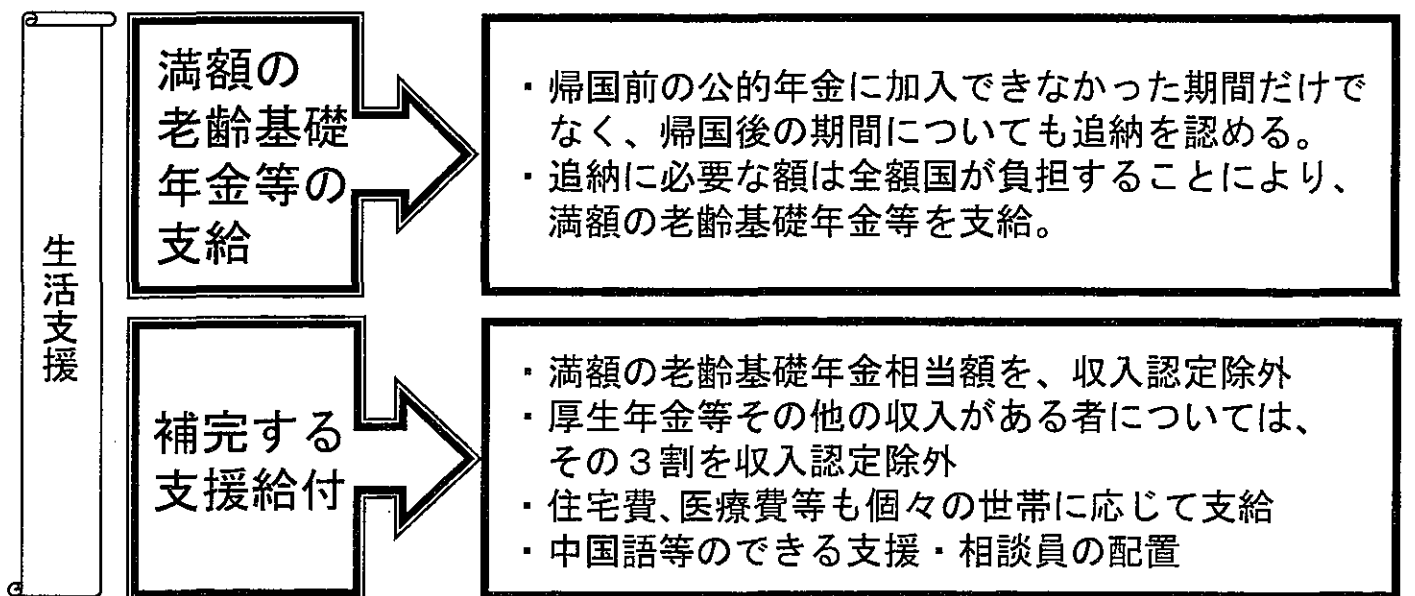 生活支援
満額の
老齢基礎
年金等の
支給
・帰国前の公的年金に加入できなかった期間だけで
なく、帰国後の期間についても追納を認める。
・追納に必要な額は全額国が負担することにより、
満額の老齢基礎年金等を支給。
補完する
支援給付
・満額の老齢基礎年金相当額を、収入認定除外
・厚生年金等その他の収入がある者については、
その３割を収入認定除外
・住宅費、医療費等も個々の世帯に応じて支給
・中国語等のできる支援・相談員の配置